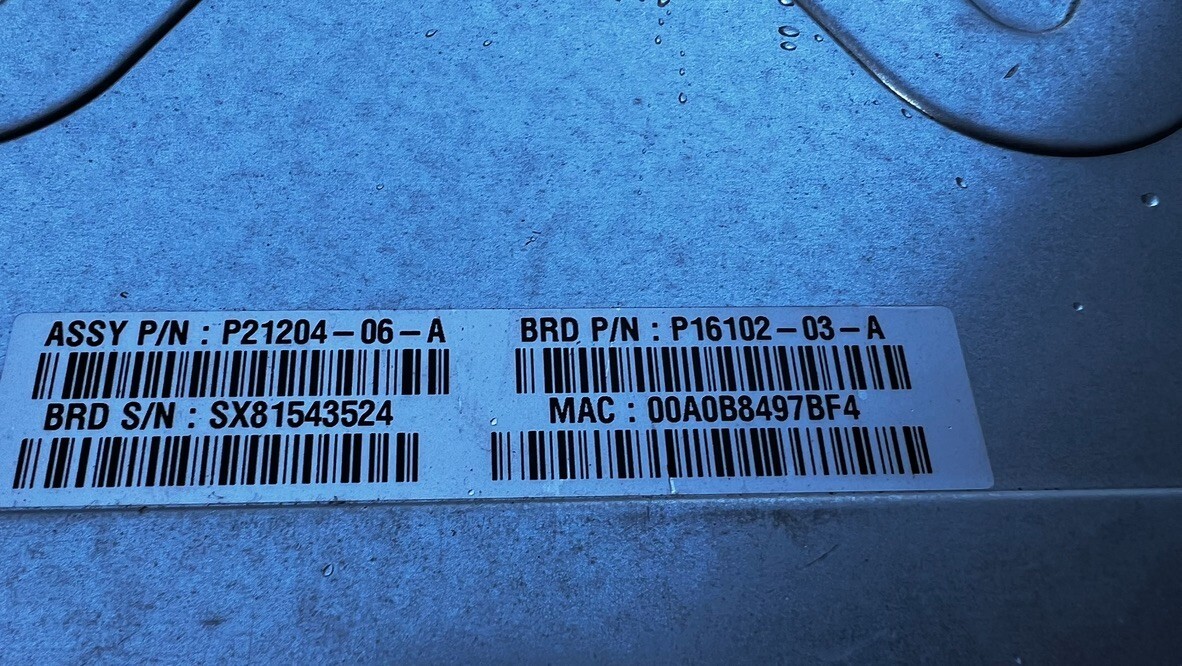 ASSY P/N : P21204-06-A
BRD P/N : P16102-03-A
BRD S/N : SX81543524
MAC : 00A0B8497BF4